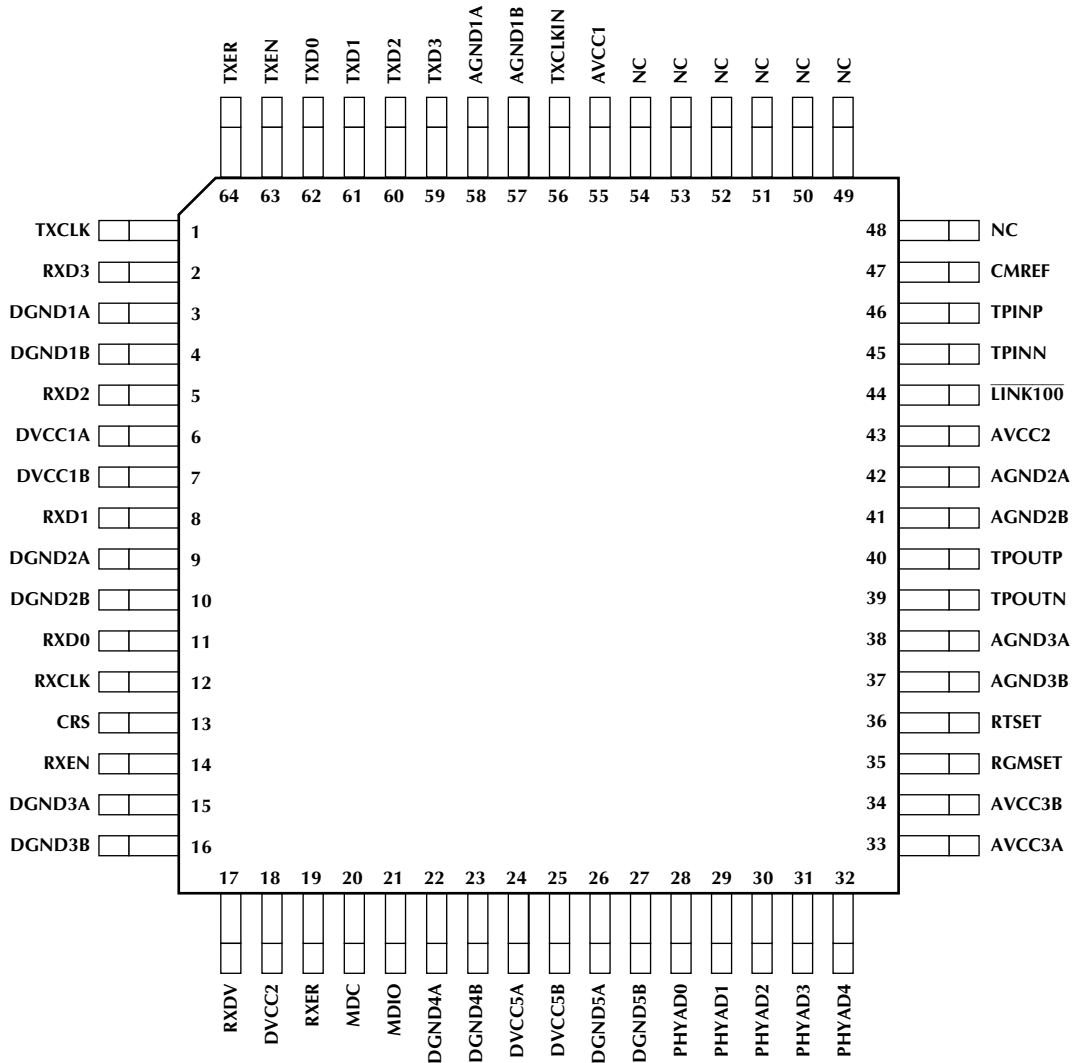 TXER TXEN TXD0 TXD1 TXD2 TXD3 AGND1A AGND1B TXCLKIN AVCC1 NC NC NC NC NC NC
64 63 62 61 60 59 58 57 56 55 54 53 52 51 50 49
TXCLK 1 48 NC
RXD3 2 47 CMREF
DGND1A 3 46 TPINP
DGND1B 4 45 TPINN
RXD2 5 44 LINK100
DVCC1A 6 43 AVCC2
DVCC1B 7 42 AGND2A
RXD1 8 41 AGND2B
DGND2A 9 40 TPOUTP
DGND2B 10 39 TPOUTN
RXD0 11 38 AGND3A
RXCLK 12 37 AGND3B
CRS 13 36 RTSET
RXEN 14 35 RGMSET
DGND3A 15 34 AVCC3B
DGND3B 16 33 AVCC3A
17 18 19 20 21 22 23 24 25 26 27 28 29 30 31 32
RXDV DVCC2 RXER MDC MDIO DGND4A DGND4B DVCC5A DVCC5B DGND5A DGND5B PHYAD0 PHYAD1 PHYAD2 PHYAD3 PHYAD4